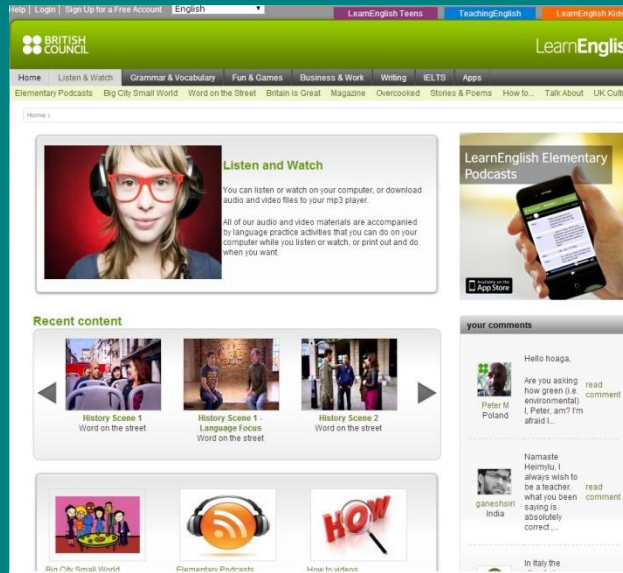 Help | Login | Sign Up for a Free Account English
LearnEnglish Teens TeachingEnglish LearnEnglish Kids
BRITISH
COUNCIL
LearnEnglis
Home Listen & Watch Grammar & Vocabulary Fun & Games Business & Work Writing IELTS Apps
Elementary Podcasts Big City Small World Word on the Street Britain is Great Magazine Overcooked Stories & Poems How to... Talk About UK Cultu
Home ›
Listen and Watch
You can listen or watch on your computer, or download
audio and video files to your mp3 player.
All of our audio and video materials are accompanied
by language practice activities that you can do on your
computer while you listen or watch, or print out and do
when you want.
LearnEnglish Elementary
Podcasts
Available on the
App Store
Recent content
History Scene 1
Word on the street
History Scene 1 -
Language Focus
Word on the street
History Scene 2
Word on the street
HOW
Big City Small World
Elementary Podcasts
How to videos
your comments
Peter M
Poland
Hello hoaga,
Are you asking
how green (i.e.
environmental)
I, Peter, am? I'm
afraid I...
read
comment
ganeshsiri
India
Namaste
Heimylu, I
always wish to
be a teacher.
what you been
saying is
absolutely
correct,...
read
comment
In Italy the